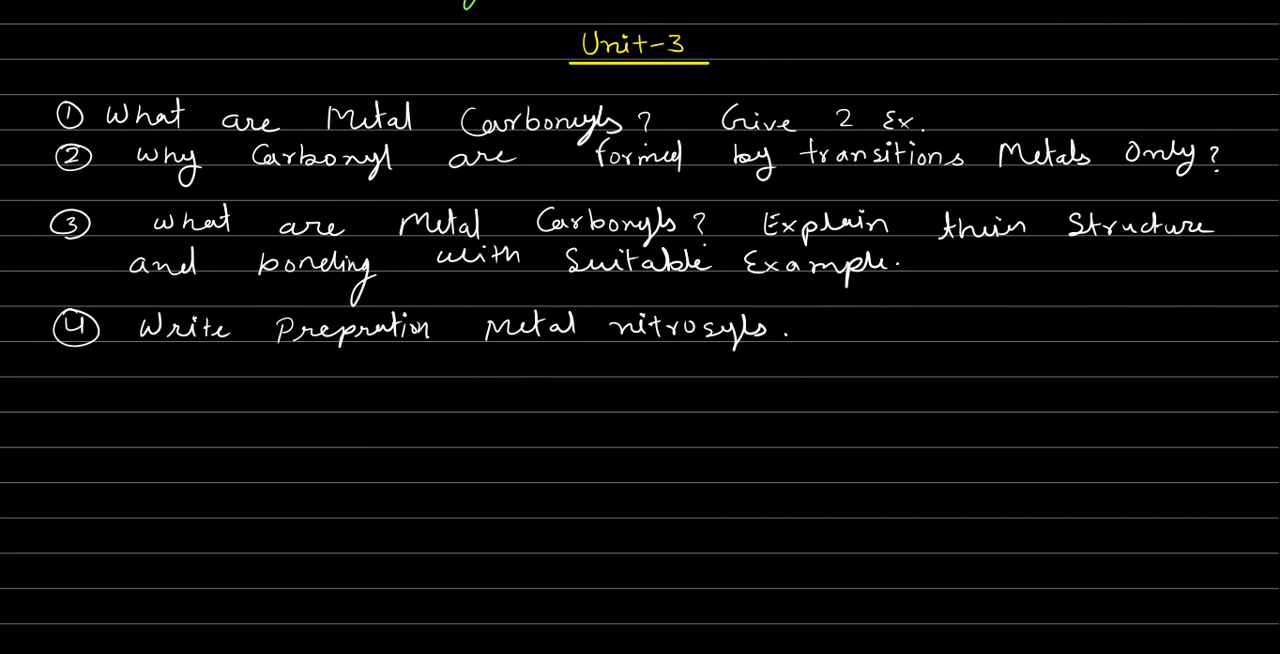 Unit-3
① What are Metal Carbonyls? Give 2 Ex.
② Why Carbonyl are formed by transitions Metals Only?
③ What are Metal Carbonyls? Explain their Structure
and bonding with Suitable Example.
④ Write Prepration Metal nitrosyls.